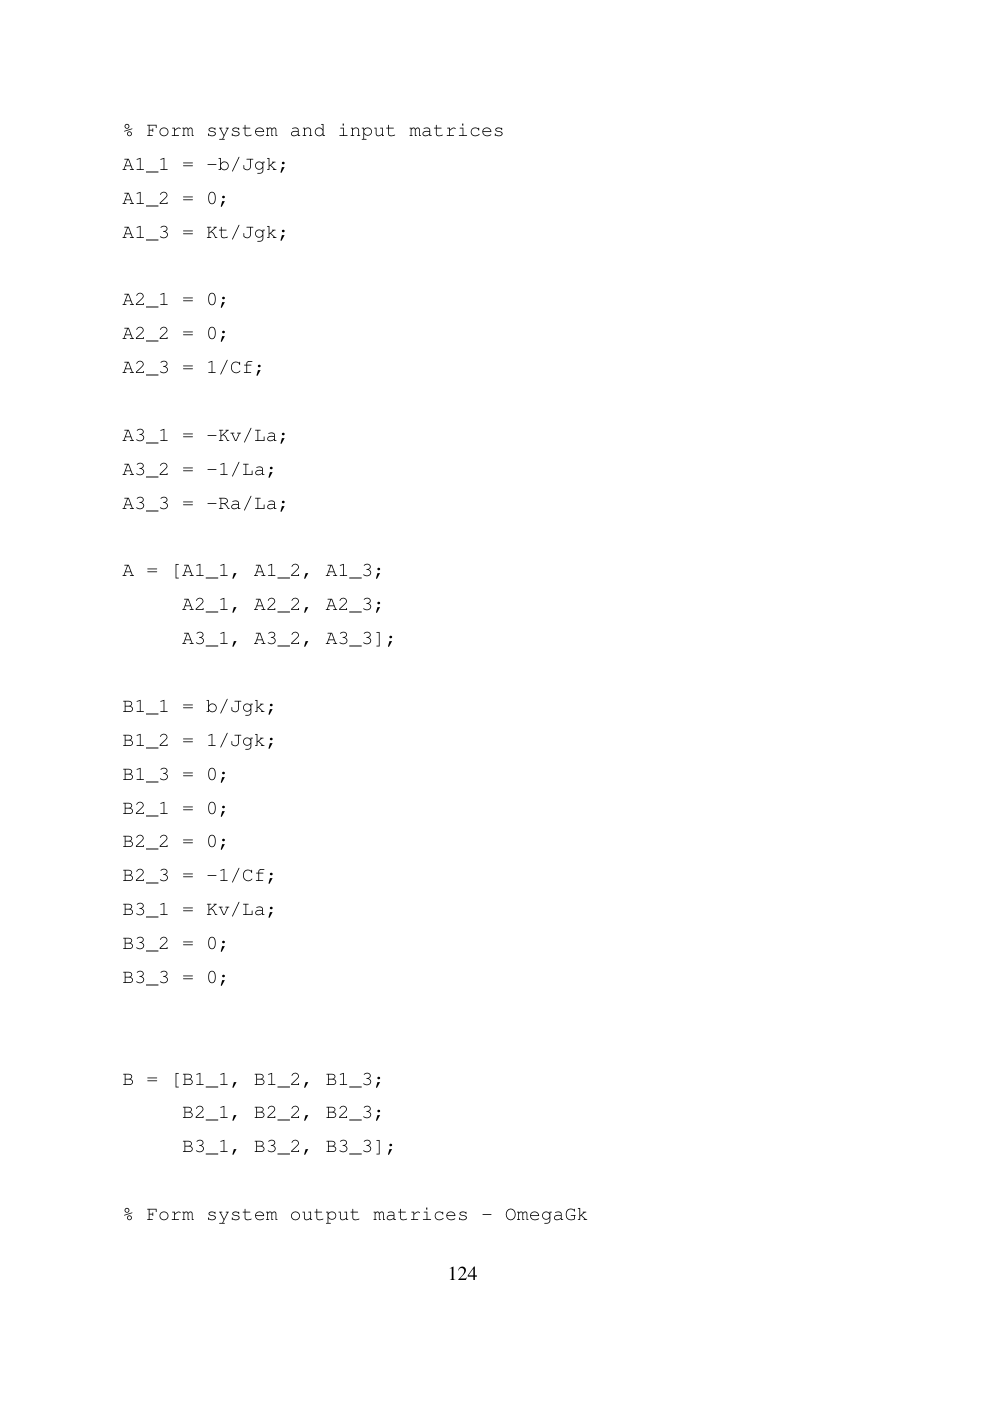 % Form system and input matrices
A1_1 = -b/Jgk;
A1_2 = 0;
A1_3 = Kt/Jgk;
A2_1 = 0;
A2_2 = 0;
A2_3 = 1/Cf;
A3_1 = -Kv/La;
A3_2 = -1/La;
A3_3 = -Ra/La;
A = [A1_1, A1_2, A1_3;
A2_1, A2_2, A2_3;
A3_1, A3_2, A3_3];
B1_1 = b/Jgk;
B1_2 = 1/Jgk;
B1_3 = 0;
B2_1 = 0;
B2_2 = 0;
B2_3 = -1/Cf;
B3_1 = Kv/La;
B3_2 = 0;
B3_3 = 0;
B = [B1_1, B1_2, B1_3;
B2_1, B2_2, B2_3;
B3_1, B3_2, B3_3];
% Form system output matrices - OmegaGk
124